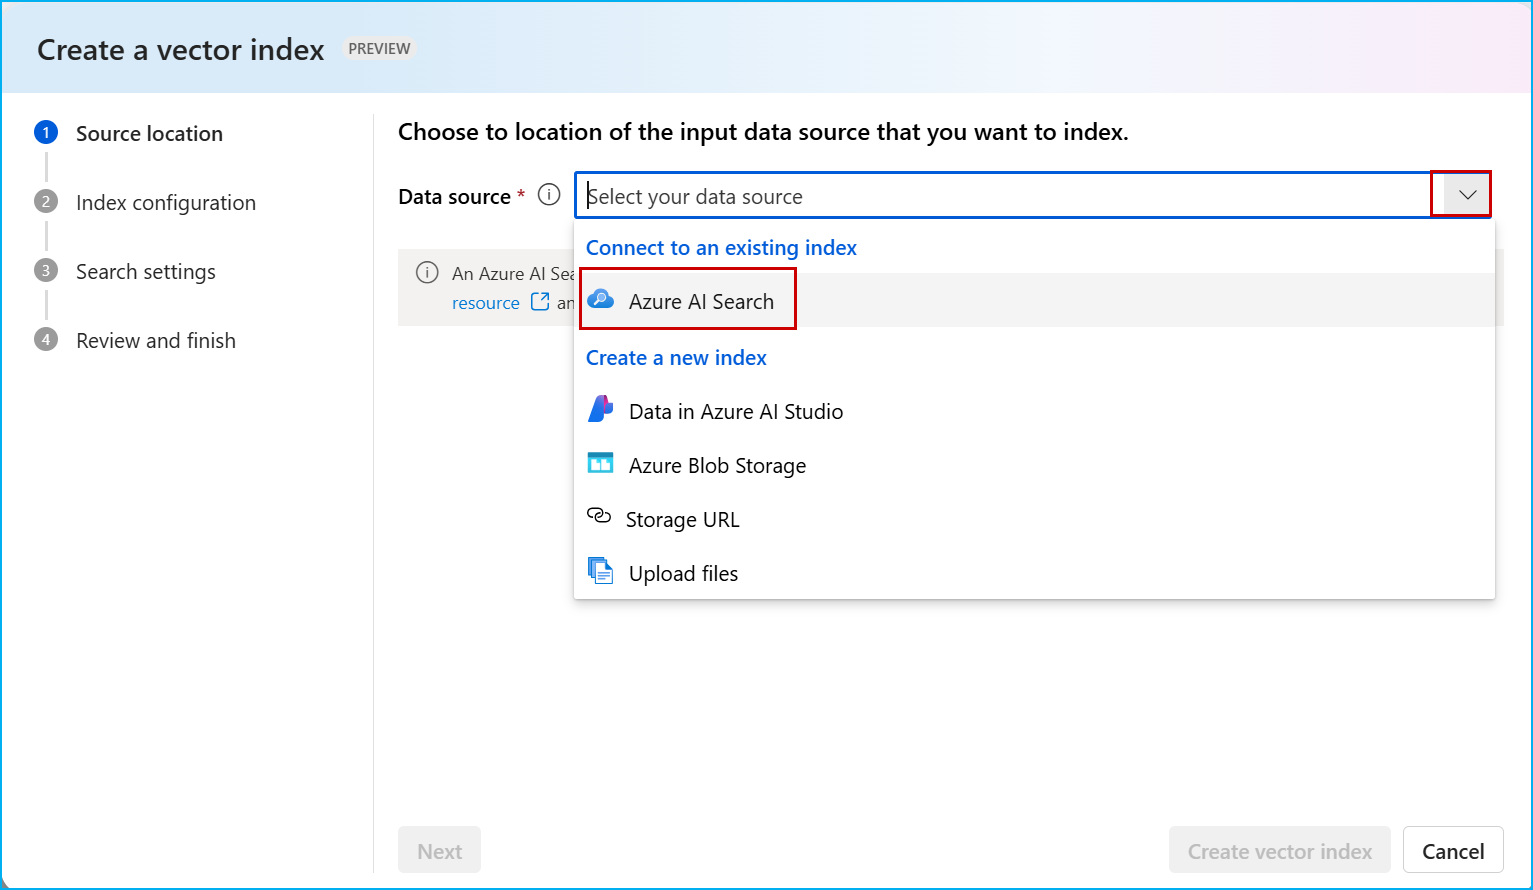 Create a vector index PREVIEW
1 Source location
2 Index configuration
3 Search settings
4 Review and finish
Choose to location of the input data source that you want to index.
Data source * Select your data source
An Azure AI Sea
resource an
Connect to an existing index
Azure AI Search
Create a new index
Data in Azure AI Studio
Azure Blob Storage
Storage URL
Upload files
Next
Create vector index
Cancel